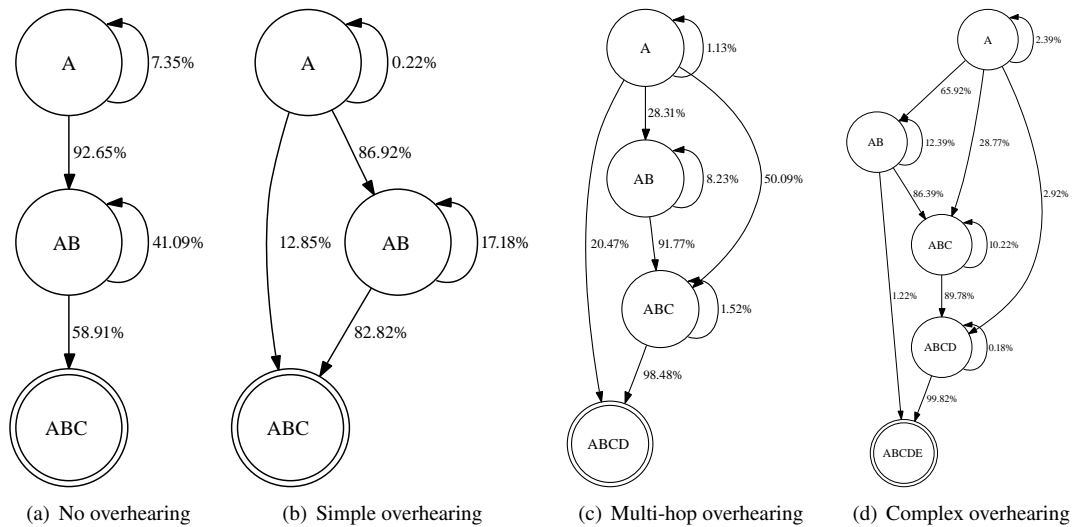 A
7.35%
92.65%
AB
41.09%
58.91%
ABC
(a) No overhearing
A
0.22%
86.92%
12.85%
AB
17.18%
82.82%
ABC
(b) Simple overhearing
A
1.13%
28.31%
AB
8.23%
50.09%
20.47%
91.77%
ABC
1.52%
98.48%
ABCD
(c) Multi-hop overhearing
A
2.39%
65.92%
AB
12.39%
28.77%
86.39%
2.92%
ABC
10.22%
1.22%
89.78%
ABCD
0.18%
99.82%
ABCDE
(d) Complex overhearing